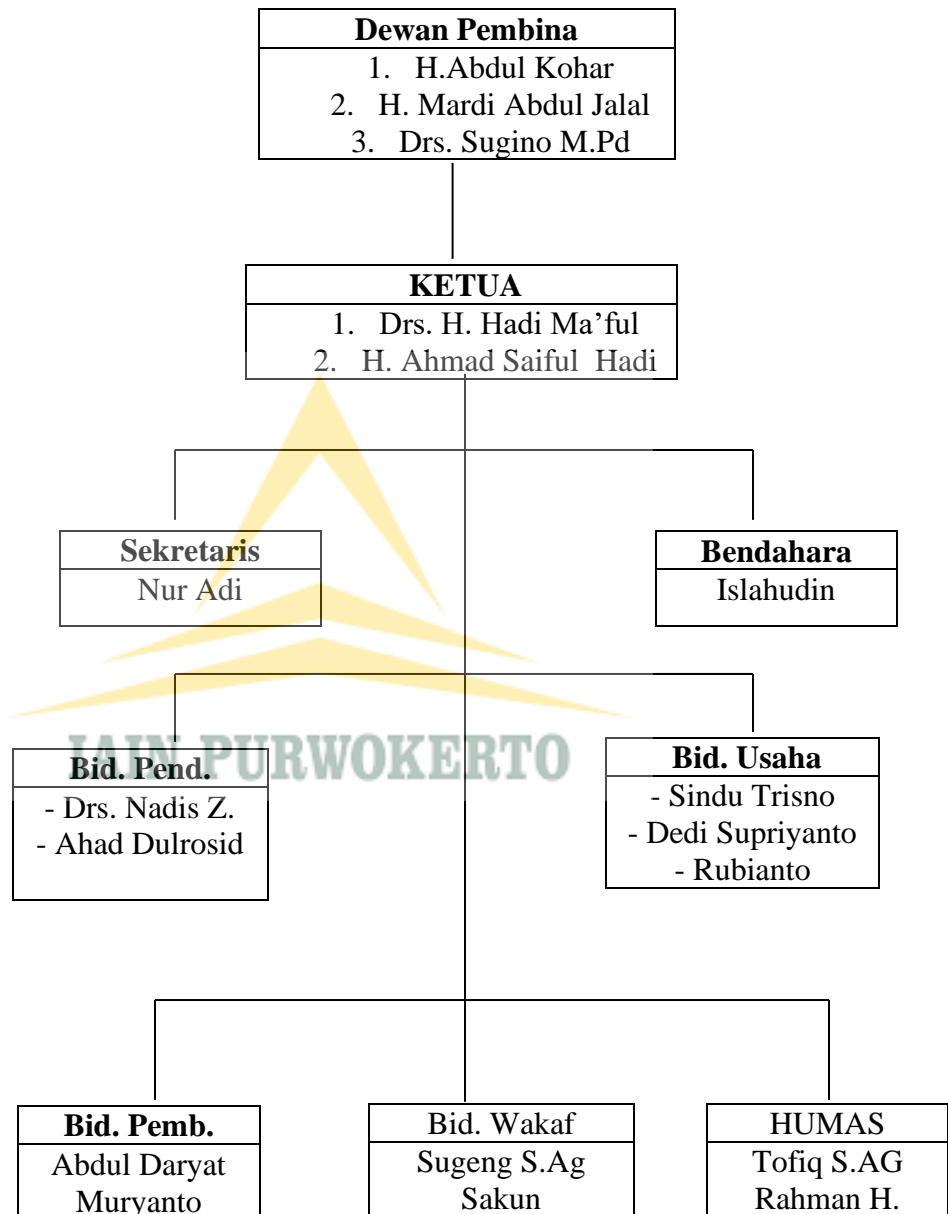 Dewan Pembina
1. H.Abdul Kohar
2. H. Mardi Abdul Jalal
3. Drs. Sugino M.Pd
KETUA
1. Drs. H. Hadi Ma’ful
2. H. Ahmad Saiful Hadi
Sekretaris
Nur Adi
Bendahara
Islahudin
IAIN PURWOKERTO
Bid. Pend.
- Drs. Nadis Z.
- Ahad Dulrosid
Bid. Usaha
- Sindu Trisno
- Dedi Supriyanto
- Rubianto
Bid. Pemb.
Abdul Daryat
Muryanto
Bid. Wakaf
Sugeng S.Ag
Sakun
HUMAS
Tofiq S.AG
Rahman H.